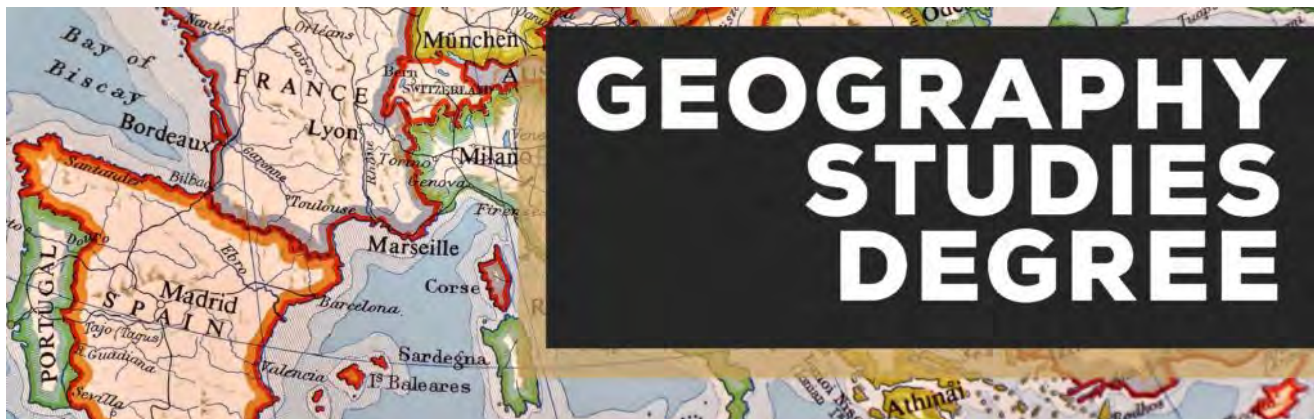 GEOGRAPHY
STUDIES
DEGREE
Nantes
Orléans
Loire
München
Bay of
Biscay
FRANCE
Bern
SWITZERLAND
Bordeaux
Lyon
Garonne
Rhône
Torino
Milan
Genova
Santander
Bilbao
Toulouse
Firenze
Marseille
Douro
Ebro
Corse
PORTUGAL
Madrid
SPAIN
Barcelona
Tajo (Tagus)
Guadiana
Valencia
Sardegna
Is Baleares
Sevilla
Athínai